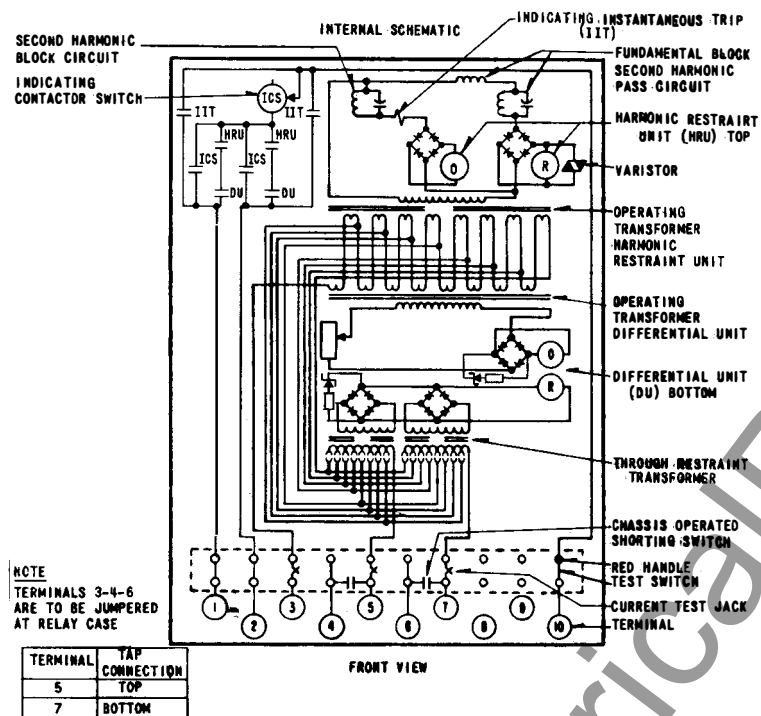 INTERNAL SCHEMATIC
INDICATING INSTANTANEOUS TRIP
(IIT)
SECOND HARMONIC
BLOCK CIRCUIT
FUNDAMENTAL BLOCK
SECOND HARMONIC
PASS CIRCUIT
INDICATING
CONTACTOR SWITCH
ICS
IIT
IIT
HRU
HRU
ICS
ICS
DU
DU
HARMONIC RESTRAIRT
UNIT (HRU) TOP
O
R
VARISTOR
OPERATING
TRANSFORMER
HARMONIC
RESTRAINT UNIT
OPERATING
TRANSFORMER
DIFFERENTIAL UNIT
O
R
DIFFERENTIAL UNIT
(DU) BOTTOM
THROUGH RESTRAINT
TRANSFORMER
CHASSIS OPERATED
SHORTING SWITCH
RED HANDLE
TEST SWITCH
CURRENT TEST JACK
TERMINAL
NOTE
TERMINALS 3-4-6
ARE TO BE JUMPERED
AT RELAY CASE
1
2
3
4
5
6
7
8
9
10
FRONT VIEW
TERMINAL TAP CONNECTION
5 TOP
7 BOTTOM